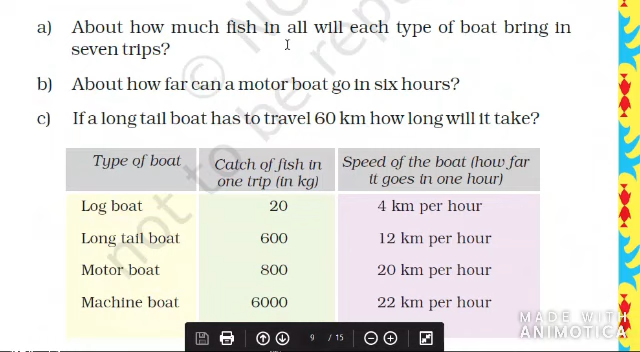 a) About how much fish in all will each type of boat bring in
seven trips?
b) About how far can a motor boat go in six hours?
c) If a long tail boat has to travel 60 km how long will it take?
Type of boat Catch of fish in one trip (in kg) Speed of the boat (how far it goes in one hour)
Log boat 20 4 km per hour
Long tail boat 600 12 km per hour
Motor boat 800 20 km per hour
Machine boat 6000 22 km per hour
9 / 15
MADE WITH
ANIMOTICA
©
not to be